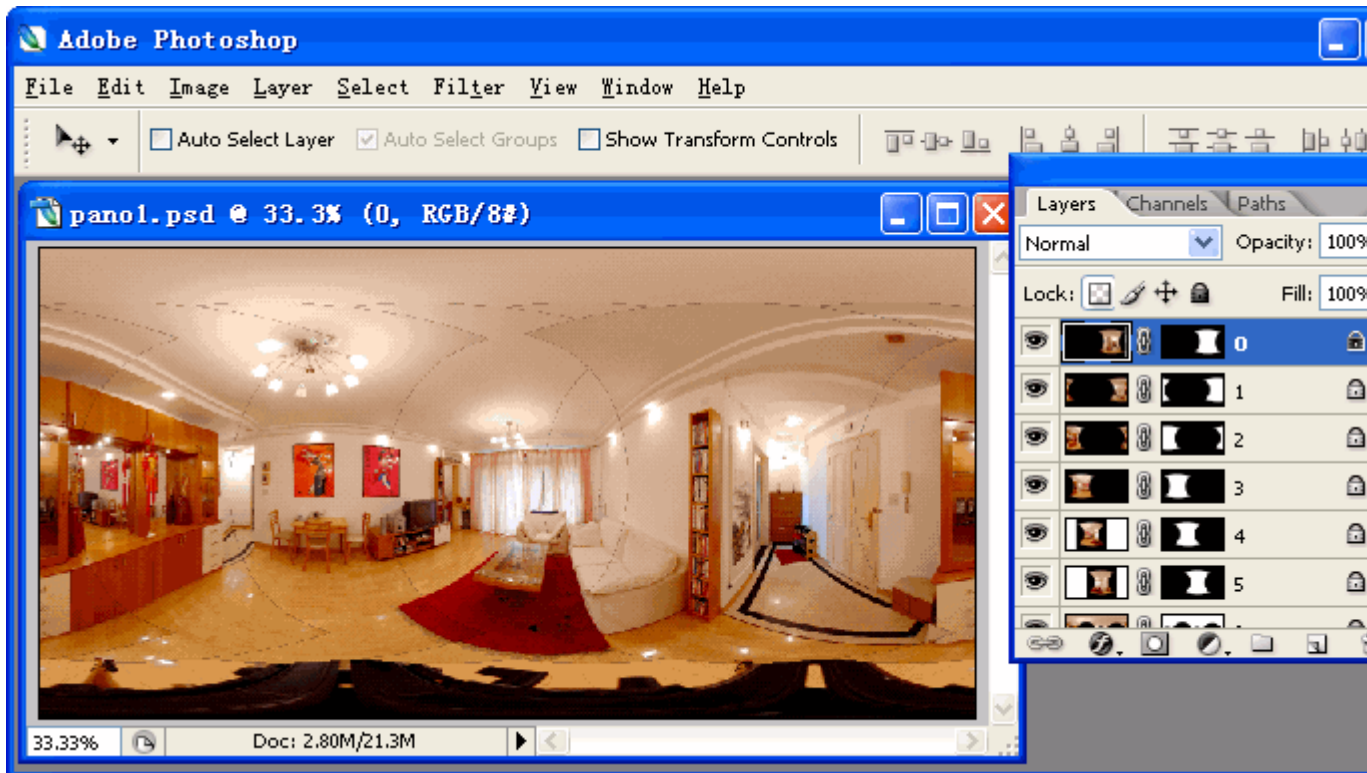 Adobe Photoshop
File Edit Image Layer Select Filter View Window Help
Auto Select Layer Auto Select Groups Show Transform Controls
pano1.psd @ 33.3% (0, RGB/8#)
Layers Channels Paths
Normal Opacity: 100%
Lock: Fill: 100%
0
1
2
3
4
5
33.33% Doc: 2.80M/21.3M